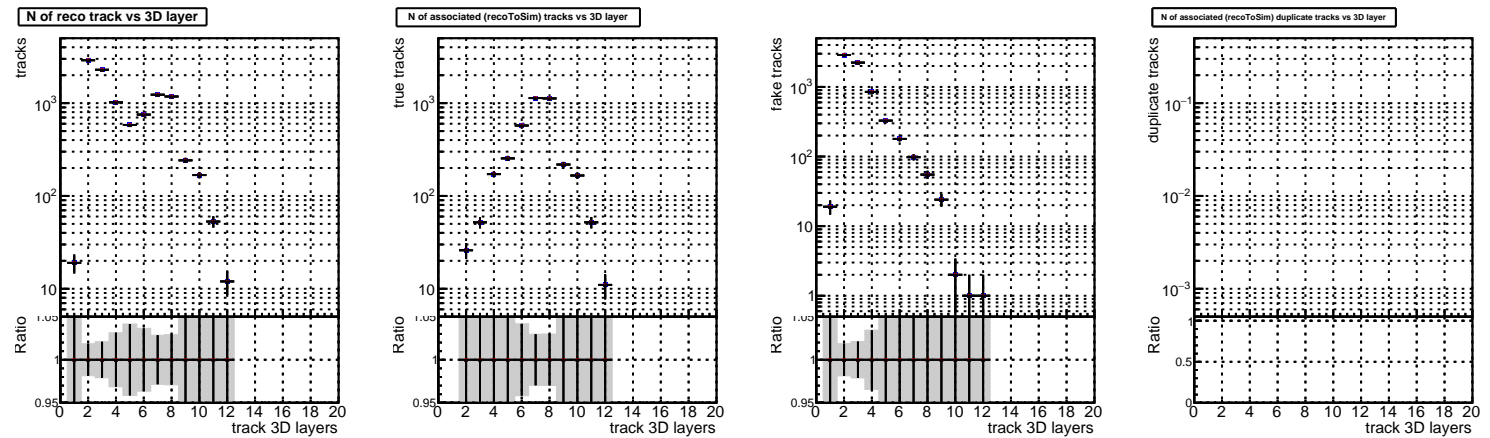 N of reco track vs 3D layer
tracks
10³
10²
10
Ratio
1.05
1
0.95
0 2 4 6 8 10 12 14 16 18 20
track 3D layers
N of associated (recoToSim) tracks vs 3D layer
true tracks
10³
10²
10
Ratio
1.05
1
0.95
0 2 4 6 8 10 12 14 16 18 20
track 3D layers
fake tracks
10³
10²
10
1
Ratio
1.05
1
0.95
0 2 4 6 8 10 12 14 16 18 20
track 3D layers
N of associated (recoToSim) duplicate tracks vs 3D layer
duplicate tracks
10⁻¹
10⁻²
10⁻³
Ratio
1
0.5
0
0 2 4 6 8 10 12 14 16 18 20
track 3D layers